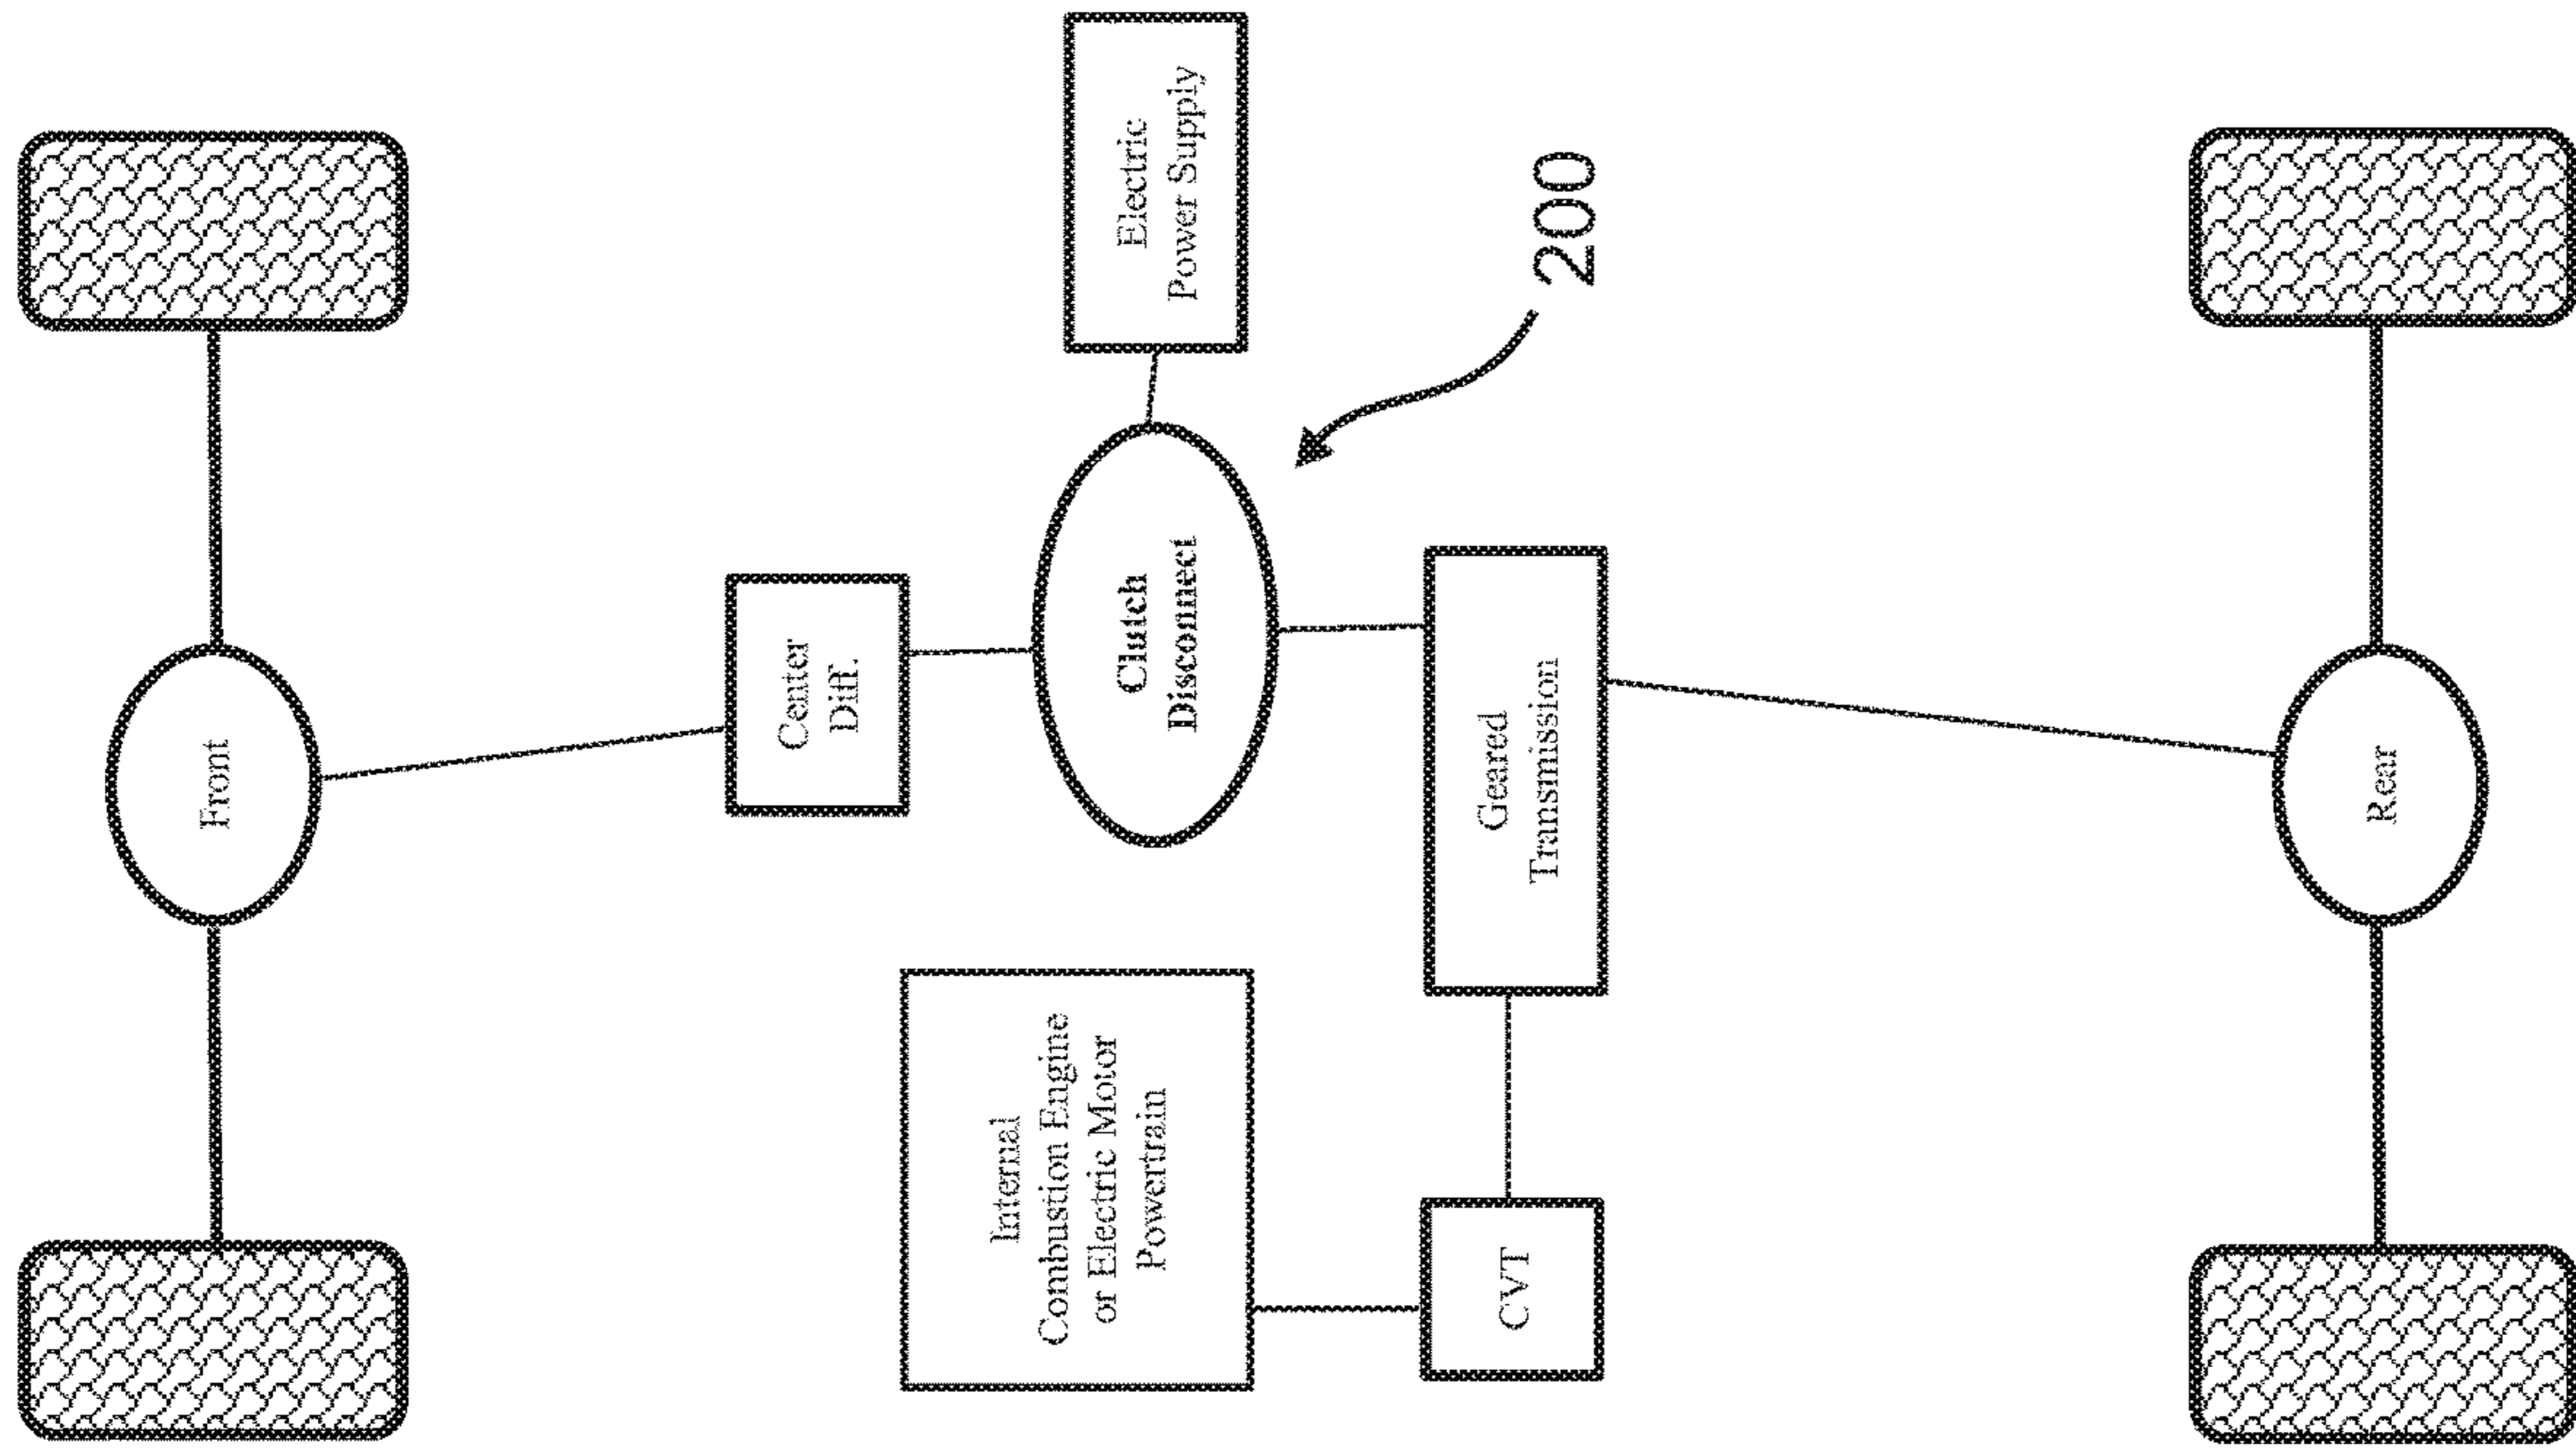 Front
Center
Diff.
Electric
Power Supply
Clutch
Disconnect
200
Internal
Combustion Engine
or Electric Motor
Powertrain
Geared
Transmission
CVT
Rear